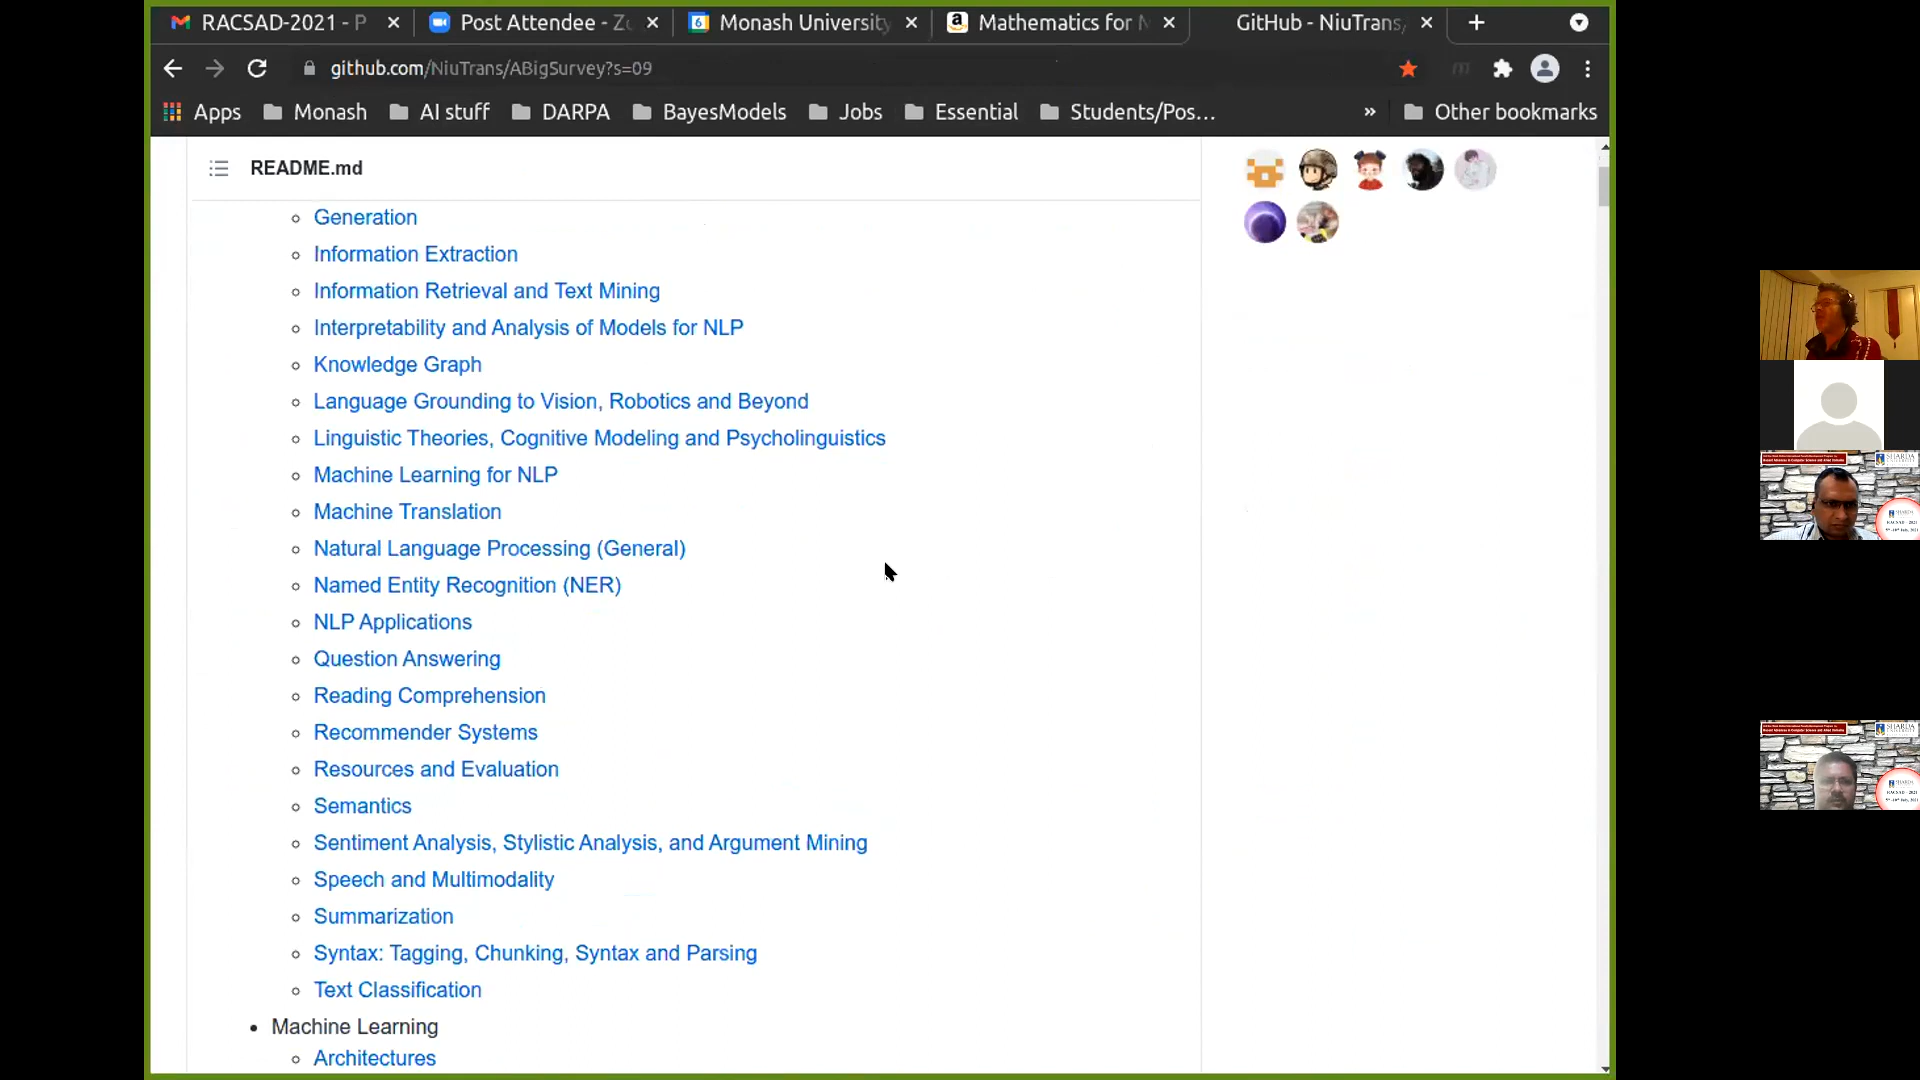 RACSAD-2021 - P
Post Attendee - Zo
Monash University
Mathematics for M
GitHub - NiuTrans/
github.com/NiuTrans/ABigSurvey?s=09
Apps
Monash
AI stuff
DARPA
BayesModels
Jobs
Essential
Students/Pos...
»
Other bookmarks
README.md
Generation
Information Extraction
Information Retrieval and Text Mining
Interpretability and Analysis of Models for NLP
Knowledge Graph
Language Grounding to Vision, Robotics and Beyond
Linguistic Theories, Cognitive Modeling and Psycholinguistics
Machine Learning for NLP
Machine Translation
Natural Language Processing (General)
Named Entity Recognition (NER)
NLP Applications
Question Answering
Reading Comprehension
Recommender Systems
Resources and Evaluation
Semantics
Sentiment Analysis, Stylistic Analysis, and Argument Mining
Speech and Multimodality
Summarization
Syntax: Tagging, Chunking, Syntax and Parsing
Text Classification
Machine Learning
Architectures
SHARDA